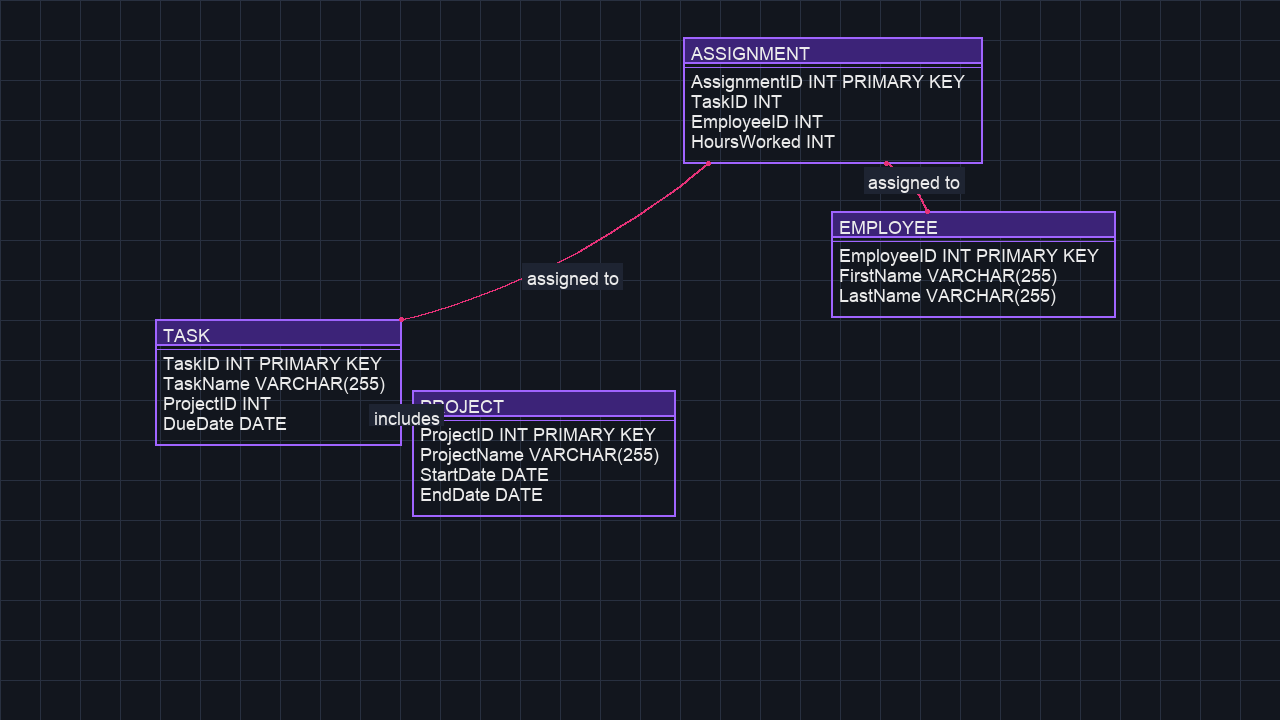 ASSIGNMENT
AssignmentID INT PRIMARY KEY
TaskID INT
EmployeeID INT
HoursWorked INT
assigned to
EMPLOYEE
EmployeeID INT PRIMARY KEY
FirstName VARCHAR(255)
LastName VARCHAR(255)
assigned to
TASK
TaskID INT PRIMARY KEY
TaskName VARCHAR(255)
ProjectID INT
DueDate DATE
includes
PROJECT
ProjectID INT PRIMARY KEY
ProjectName VARCHAR(255)
StartDate DATE
EndDate DATE